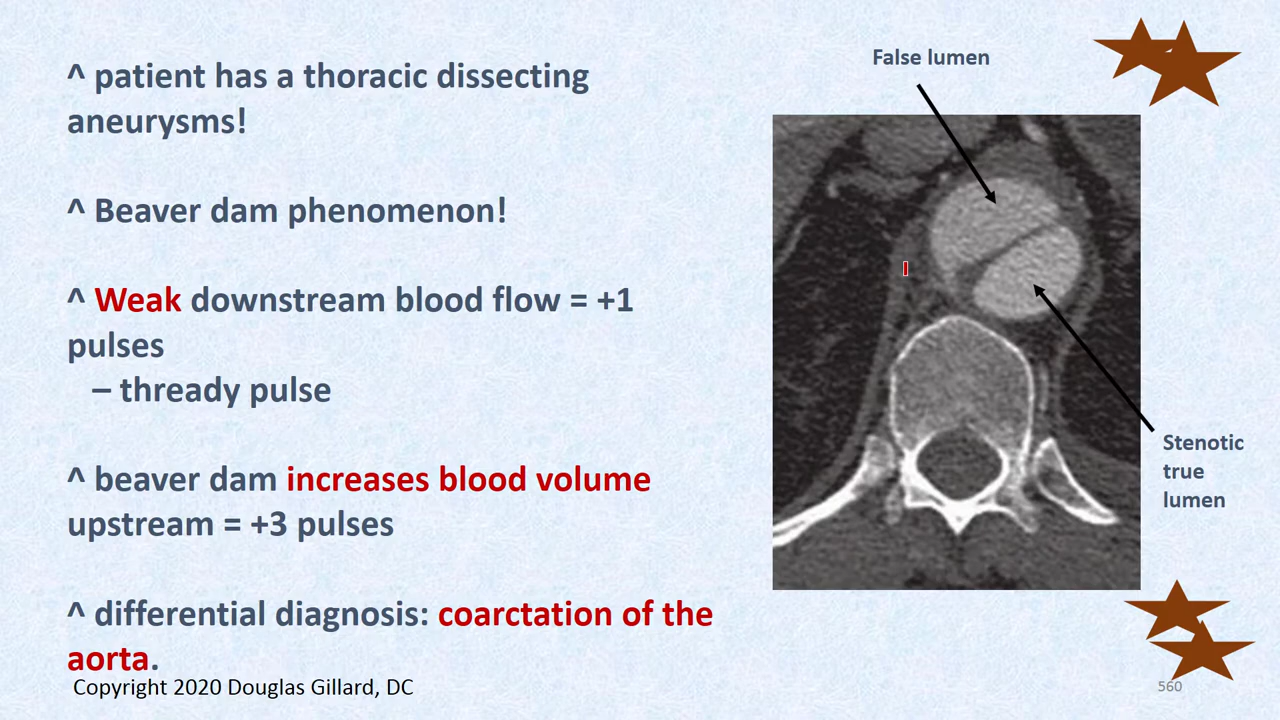 ^ patient has a thoracic dissecting
aneurysms!
^ Beaver dam phenomenon!
^ Weak downstream blood flow = +1
pulses
– thready pulse
^ beaver dam increases blood volume
upstream = +3 pulses
^ differential diagnosis: coarctation of the
aorta.
Copyright 2020 Douglas Gillard, DC
False lumen
Stenotic
true
lumen
560